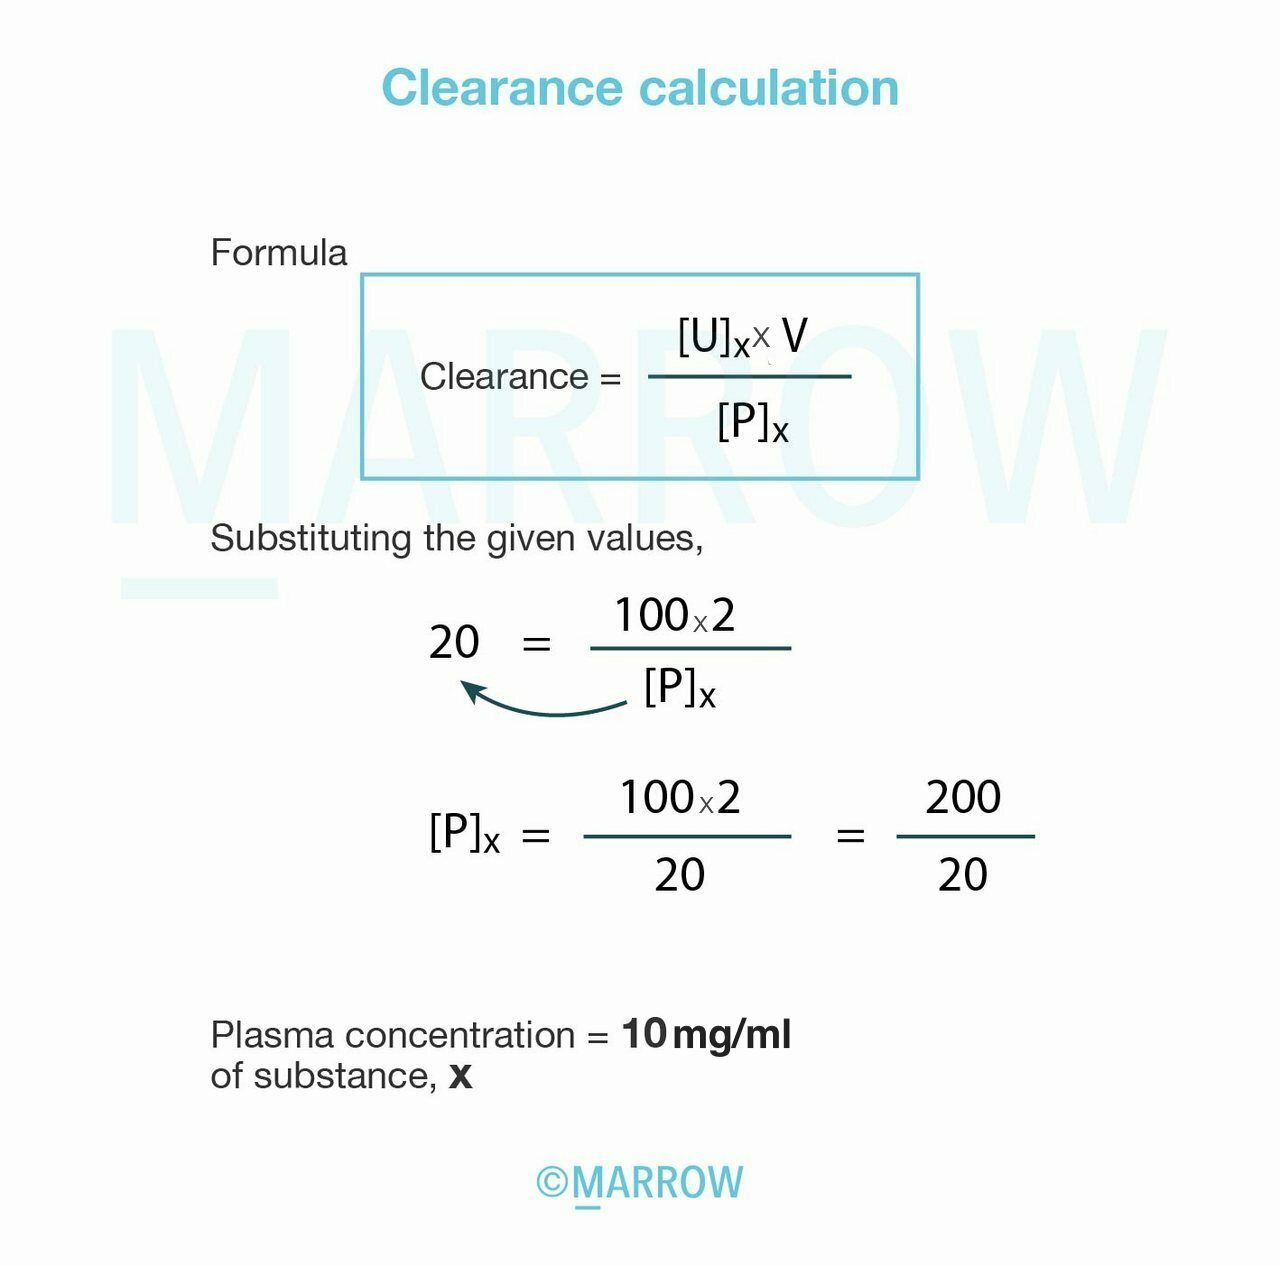 Clearance calculation
Formula
Clearance = [U]x x V / [P]x
MARROW
Substituting the given values,
20 = 100 x 2 / [P]x
[P]x = 100 x 2 / 20 = 200 / 20
Plasma concentration = 10 mg/ml
of substance, X
©MARROW